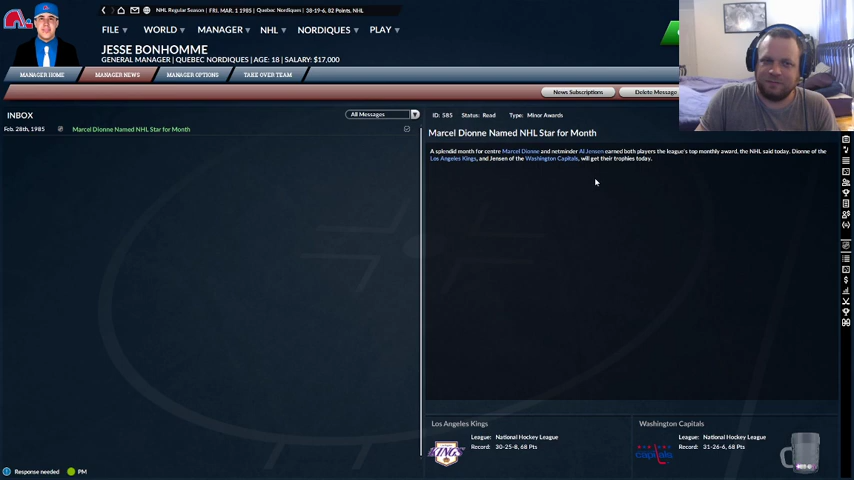 NHL Regular Season | FRI, MAR. 1 1985 | Quebec Nordiques | 38-19-6, 82 Points, NHL
FILE WORLD MANAGER NHL NORDIQUES PLAY
JESSE BONHOMME
GENERAL MANAGER | QUEBEC NORDIQUES | AGE: 18 | SALARY: $17,000
MANAGER HOME MANAGER NEWS MANAGER OPTIONS TAKE OVER TEAM
News Subscriptions Delete Message
INBOX All Messages
ID: 585 Status: Read Type: Minor Awards
Feb. 28th, 1985 Marcel Dionne Named NHL Star for Month
Marcel Dionne Named NHL Star for Month
A splendid month for centre Marcel Dionne and netminder Al Jensen earned both players the league's top monthly award, the NHL said today. Dionne of the
Los Angeles Kings, and Jensen of the Washington Capitals, will get their trophies today.
Los Angeles Kings
League: National Hockey League
Record: 30-25-8, 68 Pts
KINGS
Washington Capitals
League: National Hockey League
Record: 31-26-6, 68 Pts
capitals
Response needed PM